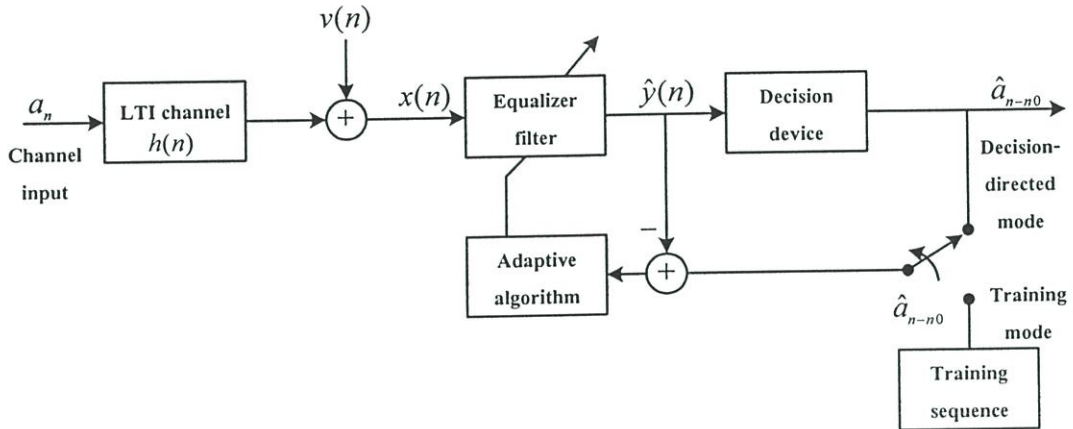 v(n)
a_n
LTI channel
h(n)
Channel
input
+
x(n)
Equalizer
filter
ŷ(n)
Decision
device
â_{n-n0}
Decision-
directed
mode
Adaptive
algorithm
−
+
â_{n-n0}
Training
mode
Training
sequence